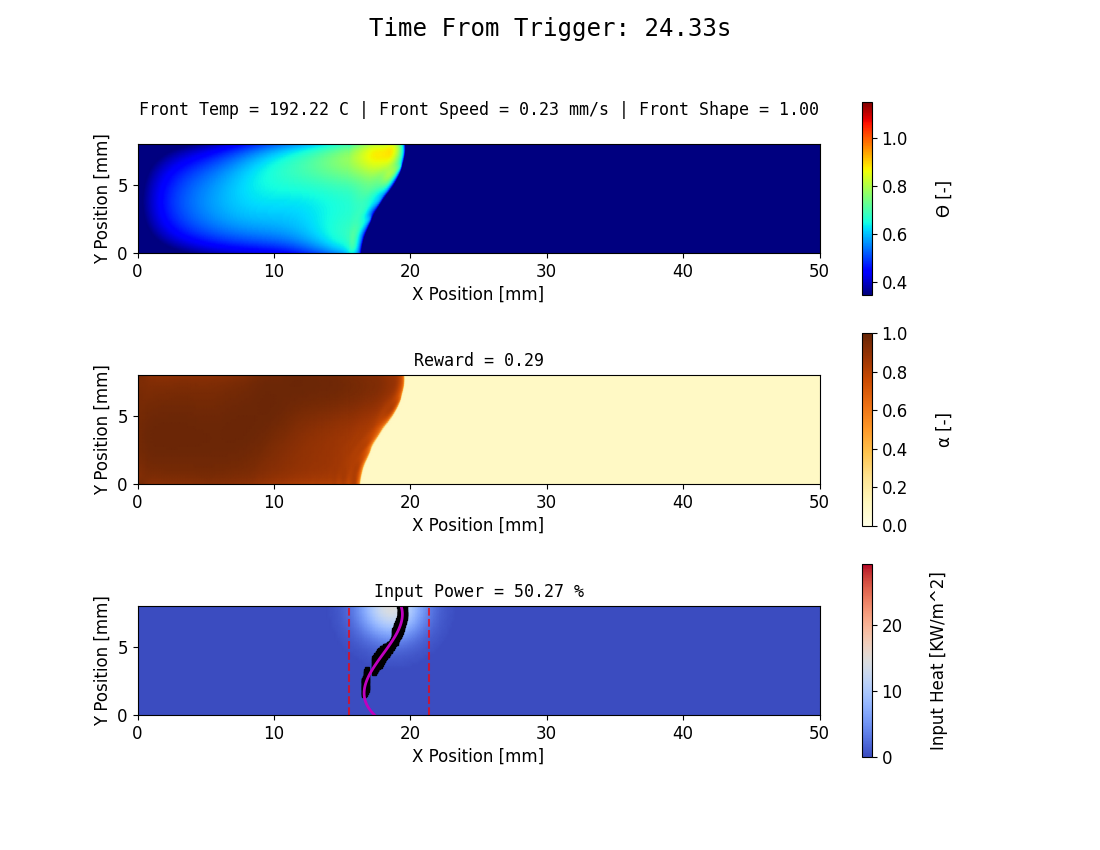 Time From Trigger: 24.33s
Front Temp = 192.22 C | Front Speed = 0.23 mm/s | Front Shape = 1.00
Y Position [mm]
5
0
0 10 20 30 40 50
X Position [mm]
1.0
0.8
0.6
0.4
Θ [-]
Reward = 0.29
Y Position [mm]
5
0
0 10 20 30 40 50
X Position [mm]
1.0
0.8
0.6
0.4
0.2
0.0
α [-]
Input Power = 50.27 %
Y Position [mm]
5
0
0 10 20 30 40 50
X Position [mm]
20
10
0
Input Heat [KW/m^2]